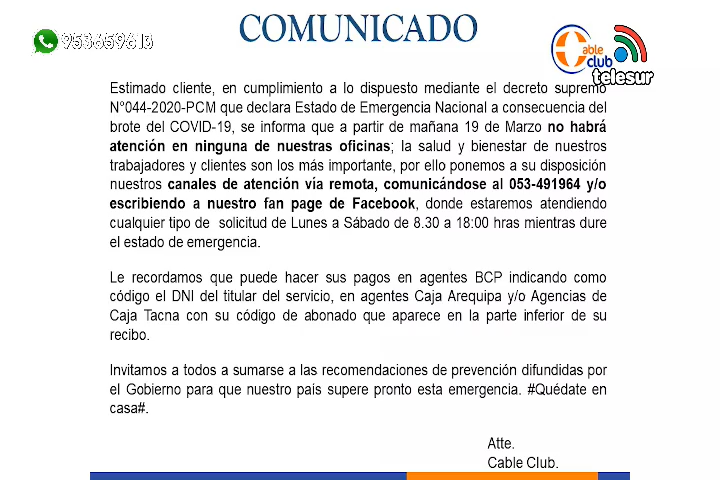 COMUNICADO
953659613
Cable
club
telesur
Estimado cliente, en cumplimiento a lo dispuesto mediante el decreto supremo
N°044-2020-PCM que declara Estado de Emergencia Nacional a consecuencia del
brote del COVID-19, se informa que a partir de mañana 19 de Marzo no habrá
atención en ninguna de nuestras oficinas; la salud y bienestar de nuestros
trabajadores y clientes son los más importante, por ello ponemos a su disposición
nuestros canales de atención vía remota, comunicándose al 053-491964 y/o
escribiendo a nuestro fan page de Facebook, donde estaremos atendiendo
cualquier tipo de solicitud de Lunes a Sábado de 8.30 a 18:00 hras mientras dure
el estado de emergencia.
Le recordamos que puede hacer sus pagos en agentes BCP indicando como
código el DNI del titular del servicio, en agentes Caja Arequipa y/o Agencias de
Caja Tacna con su código de abonado que aparece en la parte inferior de su
recibo.
Invitamos a todos a sumarse a las recomendaciones de prevención difundidas por
el Gobierno para que nuestro país supere pronto esta emergencia. #Quédate en
casa#.
Atte.
Cable Club.